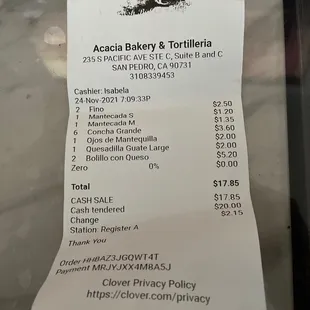 Acacia Bakery & Tortilleria
235 S PACIFIC AVE STE C, Suite B and C
SAN PEDRO, CA 90731
3108339453
Cashier: Isabela
24-Nov-2021 7:09:33P
2 Fino $2.50
1 Mantecada S $1.20
1 Mantecada M $1.35
6 Concha Grande $3.60
1 Ojos de Mantequilla $2.00
1 Quesadilla Guate Large $2.00
2 Bolillo con Queso $5.20
Zero 0% $0.00
Total $17.85
CASH SALE $17.85
Cash tendered $20.00
Change $2.15
Station: Register A
Thank You
Order HHBAZ3JGQWT4T
Payment MRJYJXX4M8A5J
Clover Privacy Policy
https://clover.com/privacy